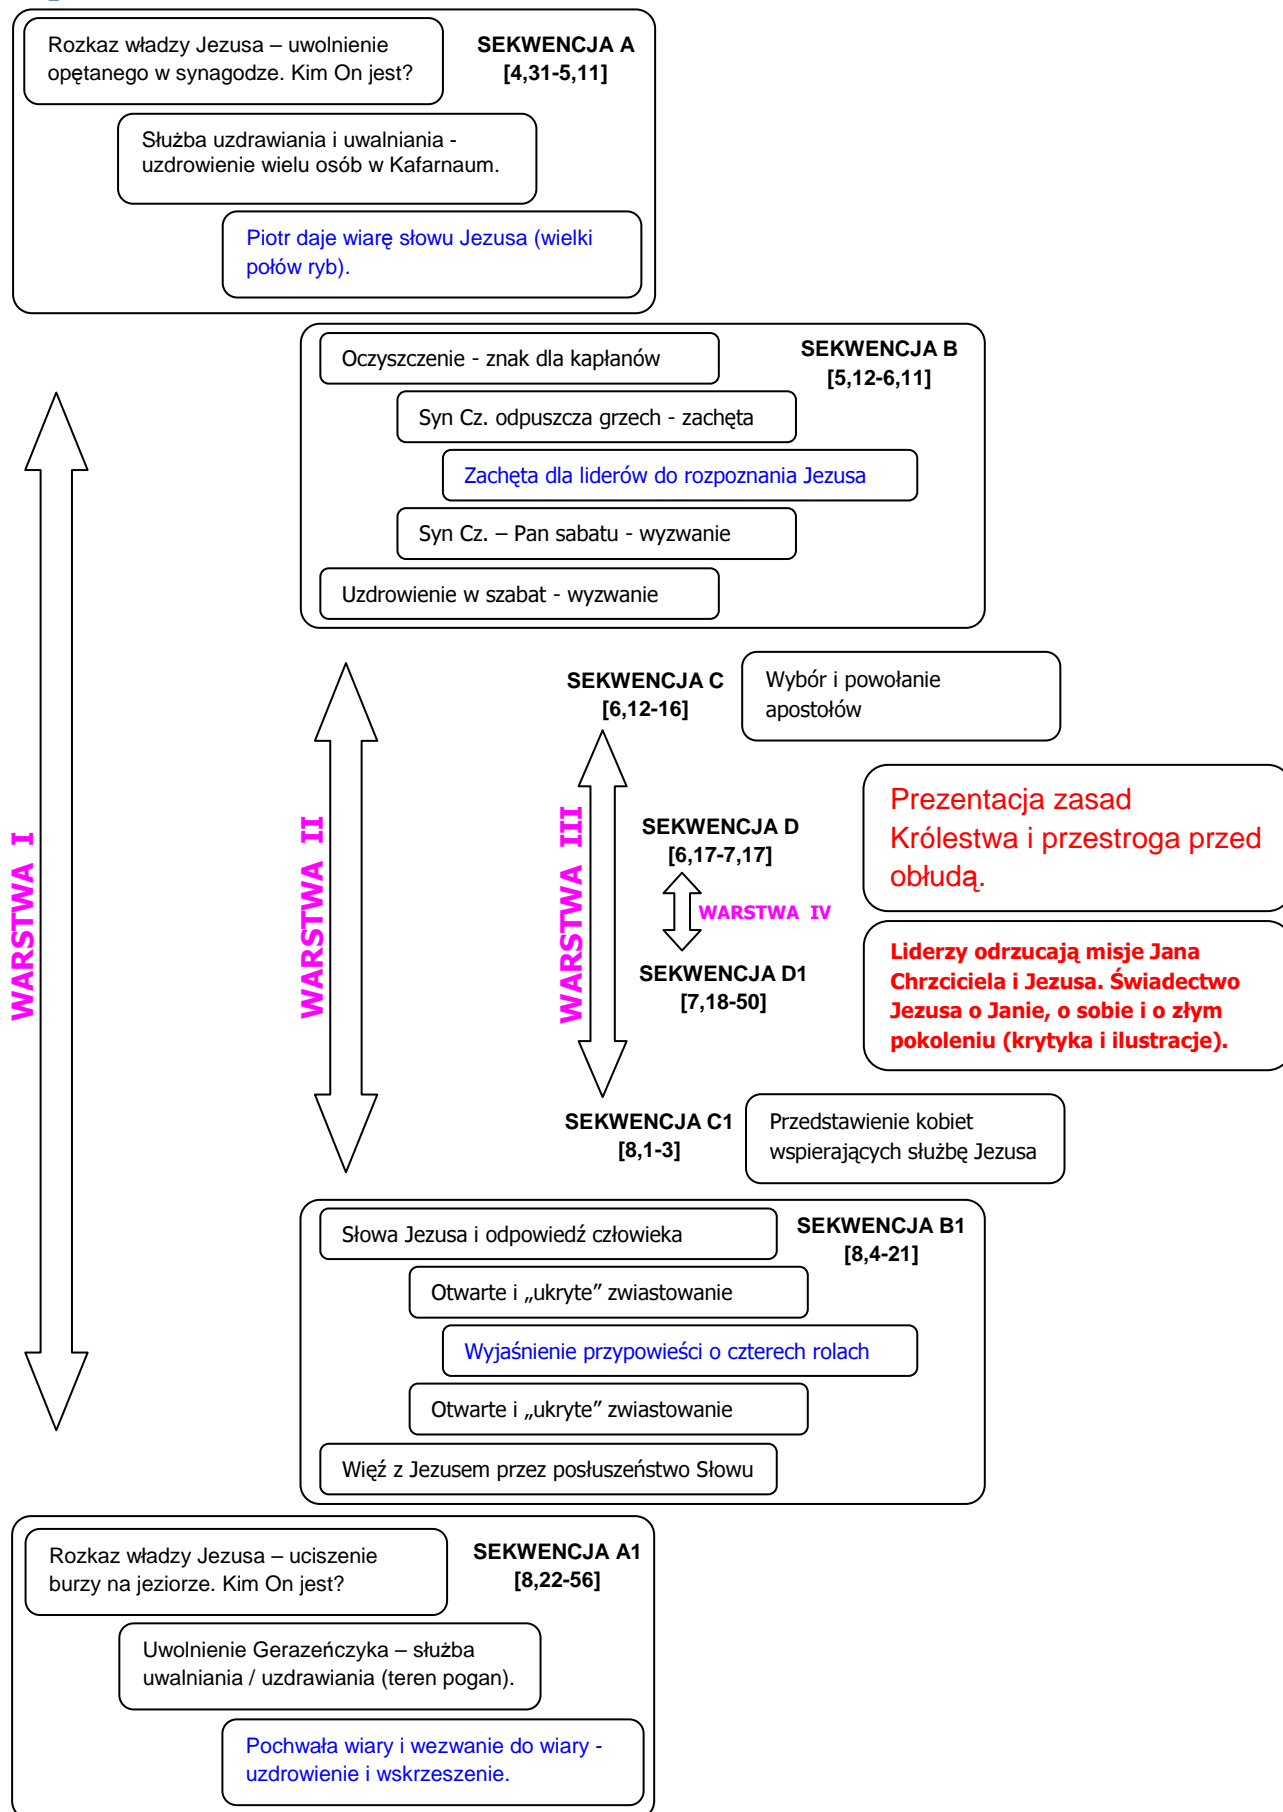 Rozkaz władzy Jezusa – uwolnienie
opętanego w synagodze. Kim On jest?
SEKWENCJA A
[4,31-5,11]
Służba uzdrawiania i uwalniania -
uzdrowienie wielu osób w Kafarnaum.
Piotr daje wiarę słowu Jezusa (wielki
połów ryb).
SEKWENCJA B
[5,12-6,11]
Oczyszczenie - znak dla kapłanów
Syn Cz. odpuszcza grzech - zachęta
Zachęta dla liderów do rozpoznania Jezusa
Syn Cz. – Pan sabatu - wyzwanie
Uzdrowienie w szabat - wyzwanie
WARSTWA I
WARSTWA II
WARSTWA III
SEKWENCJA C
[6,12-16]
Wybór i powołanie
apostołów
SEKWENCJA D
[6,17-7,17]
Prezentacja zasad
Królestwa i przestroga przed
obłudą.
WARSTWA IV
SEKWENCJA D1
[7,18-50]
Liderzy odrzucają misje Jana
Chrzciciela i Jezusa. Świadectwo
Jezusa o Janie, o sobie i o złym
pokoleniu (krytyka i ilustracje).
SEKWENCJA C1
[8,1-3]
Przedstawienie kobiet
wspierających służbę Jezusa
SEKWENCJA B1
[8,4-21]
Słowa Jezusa i odpowiedź człowieka
Otwarte i „ukryte” zwiastowanie
Wyjaśnienie przypowieści o czterech rolach
Otwarte i „ukryte” zwiastowanie
Więź z Jezusem przez posłuszeństwo Słowu
Rozkaz władzy Jezusa – uciszenie
burzy na jeziorze. Kim On jest?
SEKWENCJA A1
[8,22-56]
Uwolnienie Gerazeńczyka – służba
uwalniania / uzdrawiania (teren pogan).
Pochwała wiary i wezwanie do wiary -
uzdrowienie i wskrzeszenie.